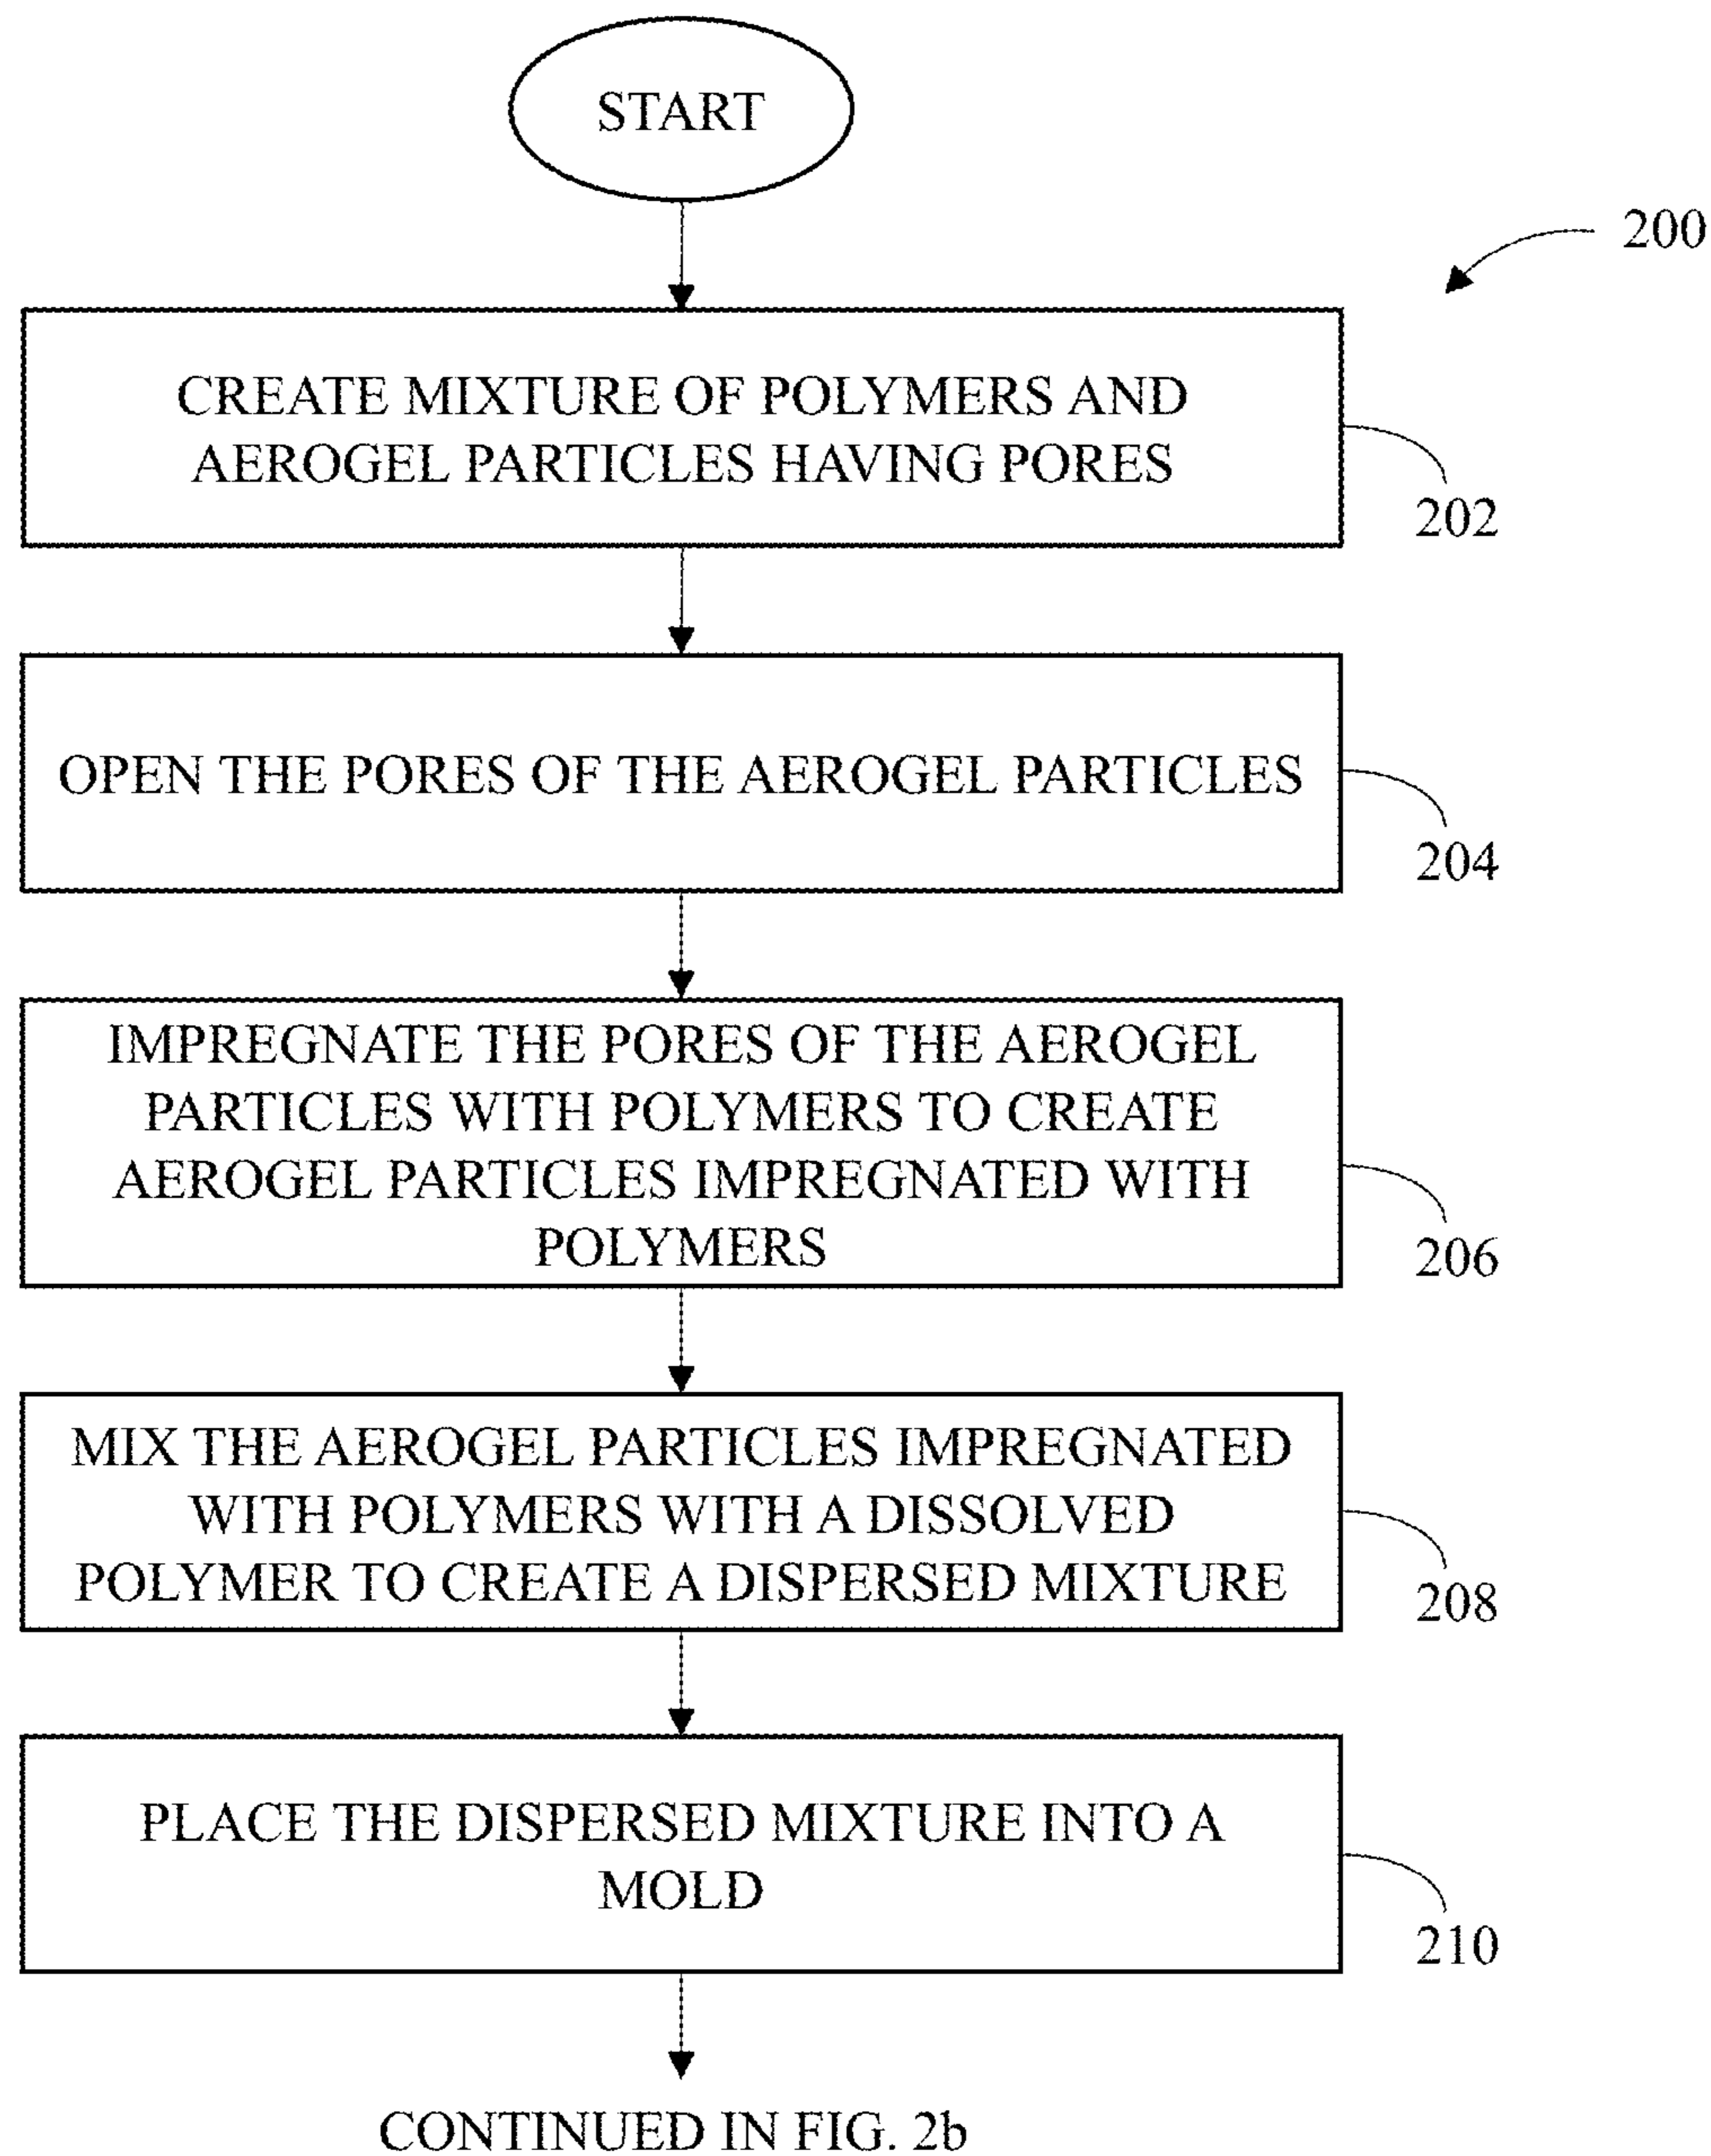 START
200
CREATE MIXTURE OF POLYMERS AND
AEROGEL PARTICLES HAVING PORES
202
OPEN THE PORES OF THE AEROGEL PARTICLES
204
IMPREGNATE THE PORES OF THE AEROGEL
PARTICLES WITH POLYMERS TO CREATE
AEROGEL PARTICLES IMPREGNATED WITH
POLYMERS
206
MIX THE AEROGEL PARTICLES IMPREGNATED
WITH POLYMERS WITH A DISSOLVED
POLYMER TO CREATE A DISPERSED MIXTURE
208
PLACE THE DISPERSED MIXTURE INTO A
MOLD
210
CONTINUED IN FIG. 2b